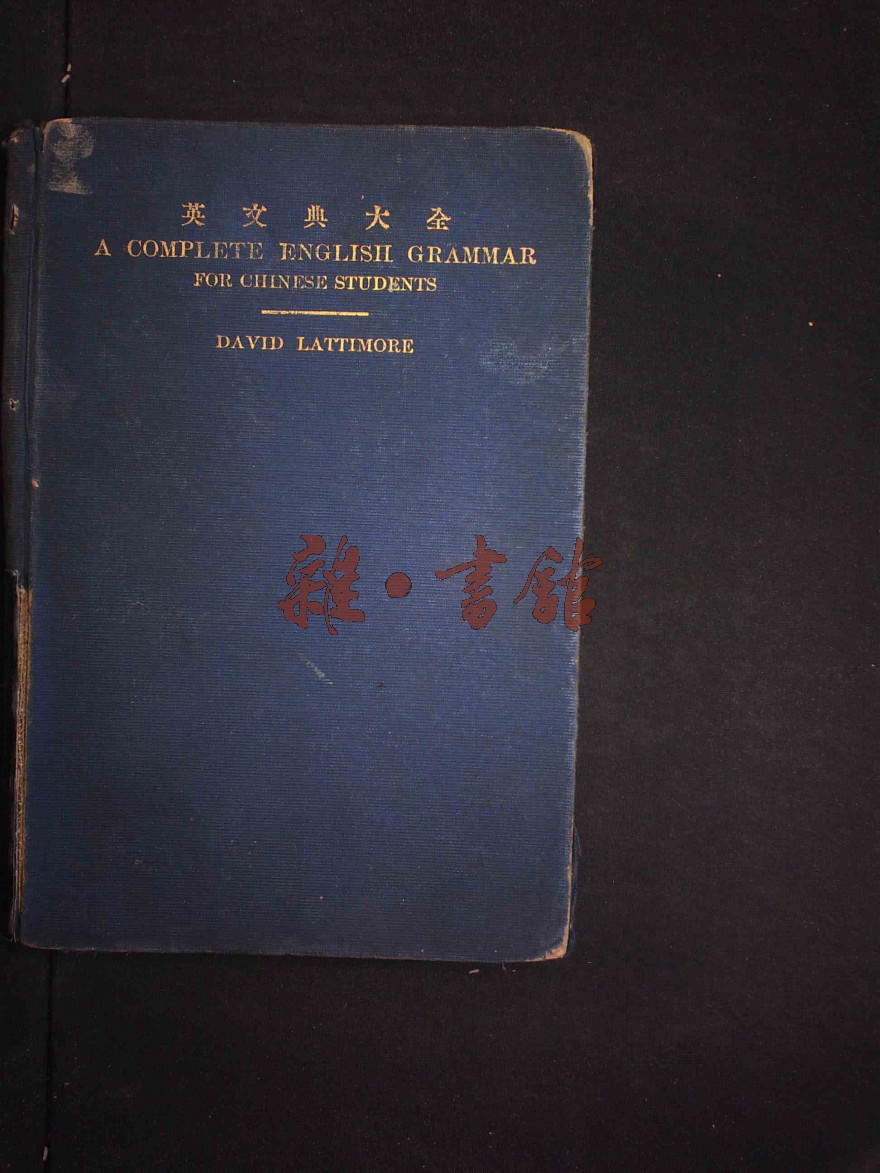 英文典大全
A COMPLETE ENGLISH GRAMMAR
FOR CHINESE STUDENTS
DAVID LATTIMORE
雜·書館